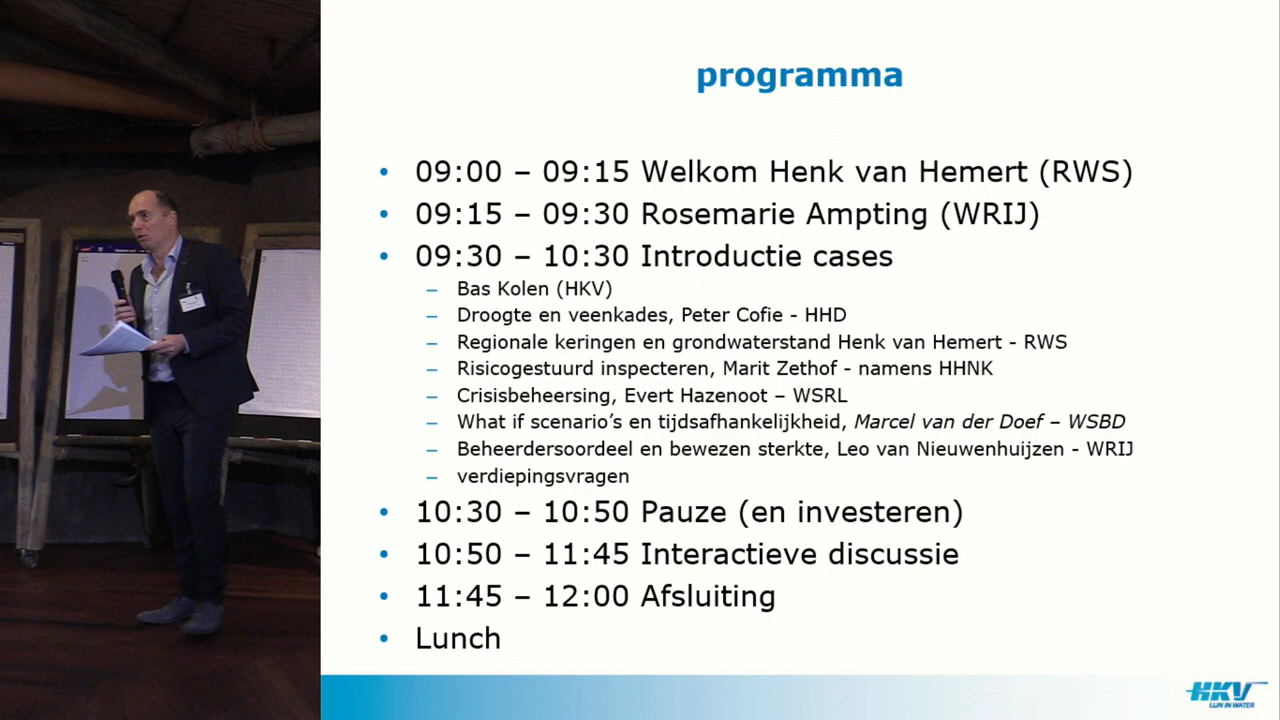 programma
• 09:00 – 09:15 Welkom Henk van Hemert (RWS)
• 09:15 – 09:30 Rosemarie Ampting (WRIJ)
• 09:30 – 10:30 Introductie cases
– Bas Kolen (HKV)
– Droogte en veenkades, Peter Cofie - HHD
– Regionale keringen en grondwaterstand Henk van Hemert - RWS
– Risicogestuurd inspecteren, Marit Zethof - namens HHNK
– Crisisbeheersing, Evert Hazenoot – WSRL
– What if scenario’s en tijdsafhankelijkheid, Marcel van der Doef – WSBD
– Beheerdersoordeel en bewezen sterkte, Leo van Nieuwenhuijzen - WRIJ
– verdiepingsvragen
• 10:30 – 10:50 Pauze (en investeren)
• 10:50 – 11:45 Interactieve discussie
• 11:45 – 12:00 Afsluiting
• Lunch
HKV
LIJN IN WATER